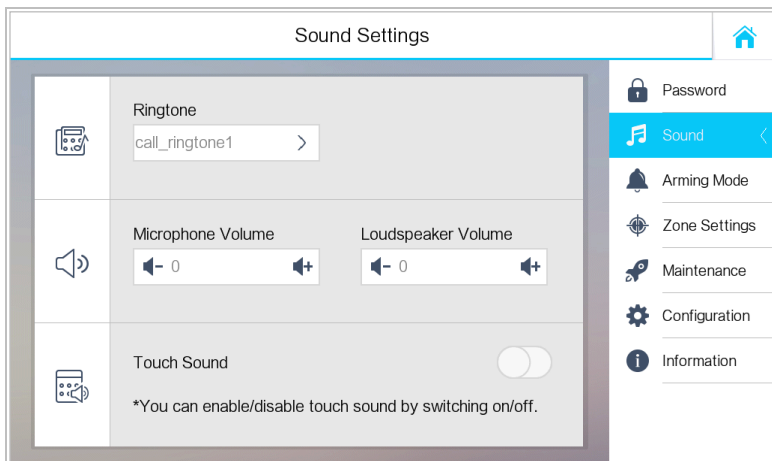 Sound Settings
Ringtone
call_ringtone1
Microphone Volume
Loudspeaker Volume
0
0
Touch Sound
*You can enable/disable touch sound by switching on/off.
Password
Sound
Arming Mode
Zone Settings
Maintenance
Configuration
Information